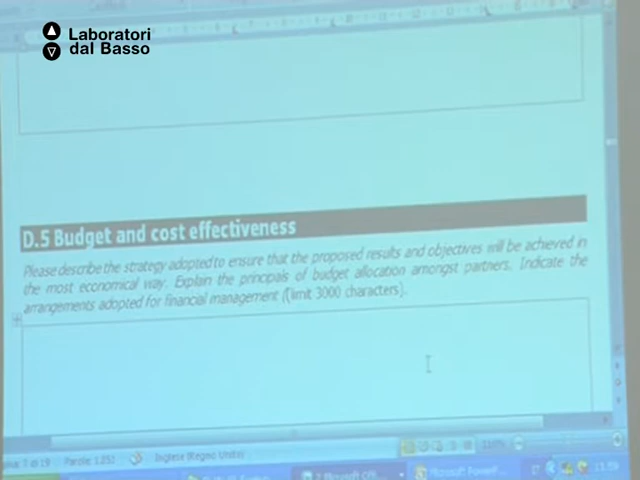 Laboratori
dal Basso
D.5 Budget and cost effectiveness
Please describe the strategy adopted to ensure that the proposed results and objectives will be achieved in
the most economical way. Explain the principals of budget allocation amongst partners. Indicate the
arrangements adopted for financial management (limit 3000 characters).
Inglese (Regno Unito)